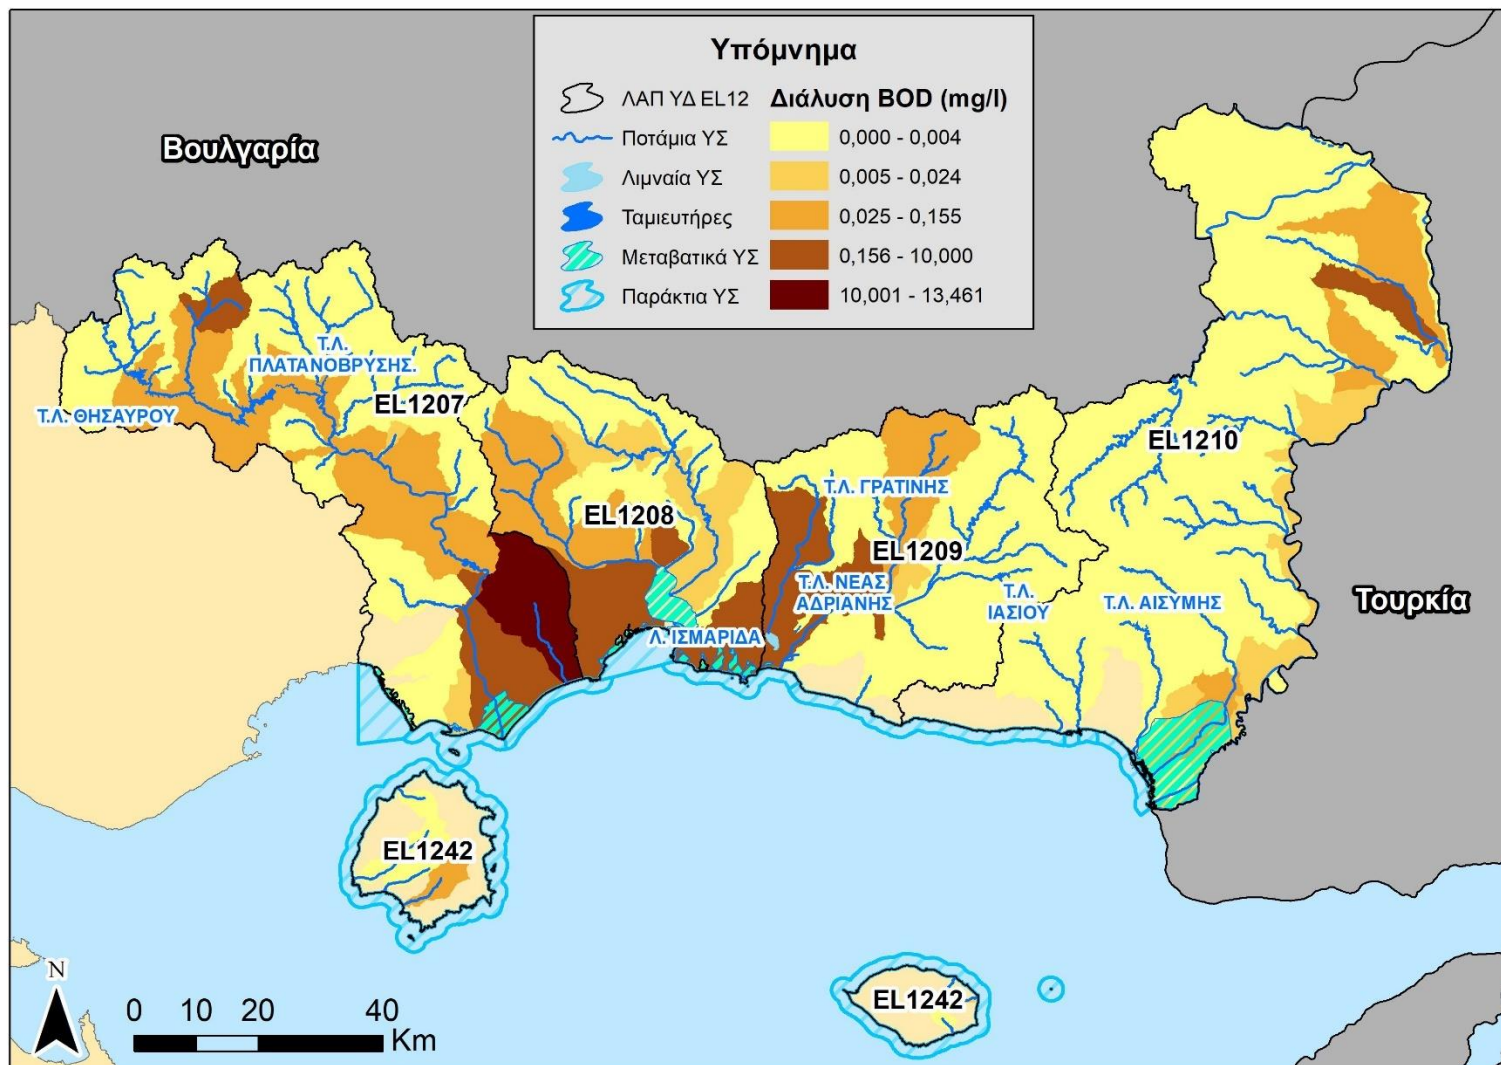 Υπόμνημα
ΛΑΠ ΥΔ EL12
Διάλυση BOD (mg/l)
Ποτάμια ΥΣ
0,000 - 0,004
Λιμναία ΥΣ
0,005 - 0,024
Ταμιευτήρες
0,025 - 0,155
Μεταβατικά ΥΣ
0,156 - 10,000
Παράκτια ΥΣ
10,001 - 13,461
Βουλγαρία
Τ.Λ.
ΠΛΑΤΑΝΟΒΡΥΣΗΣ.
Τ.Λ. ΘΗΣΑΥΡΟΥ
EL1207
EL1210
Τ.Λ. ΓΡΑΤΙΝΗΣ
EL1208
EL1209
Τ.Λ. ΝΕΑΣ
ΑΔΡΙΑΝΗΣ
Τ.Λ.
ΙΑΣΙΟΥ
Τ.Λ. ΑΙΣΥΜΗΣ
Τουρκία
Λ. ΙΣΜΑΡΙΔΑ
EL1242
EL1242
N
0 10 20 40
Km